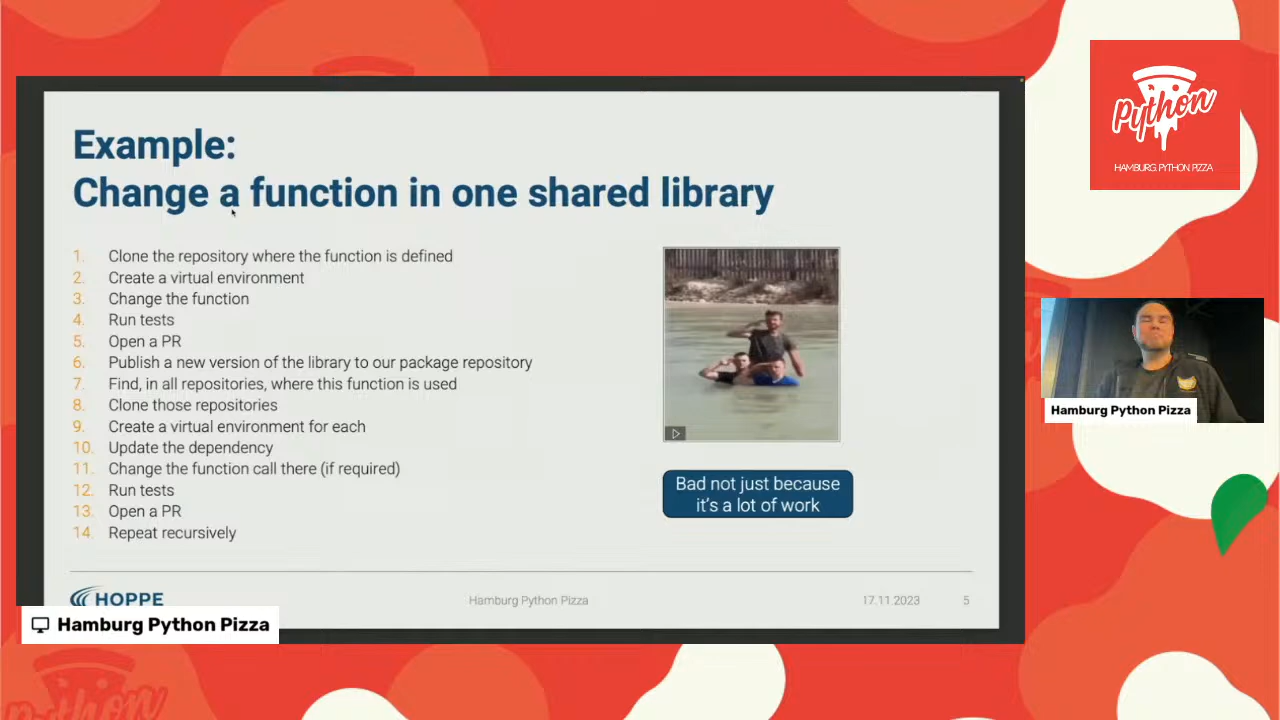 Example:
Change a function in one shared library
1. Clone the repository where the function is defined
2. Create a virtual environment
3. Change the function
4. Run tests
5. Open a PR
6. Publish a new version of the library to our package repository
7. Find, in all repositories, where this function is used
8. Clone those repositories
9. Create a virtual environment for each
10. Update the dependency
11. Change the function call there (if required)
12. Run tests
13. Open a PR
14. Repeat recursively
Bad not just because
it's a lot of work
HOPPE
Hamburg Python Pizza
17.11.2023
5
Hamburg Python Pizza
Python
HAMBURG PYTHON PIZZA
Hamburg Python Pizza
Python